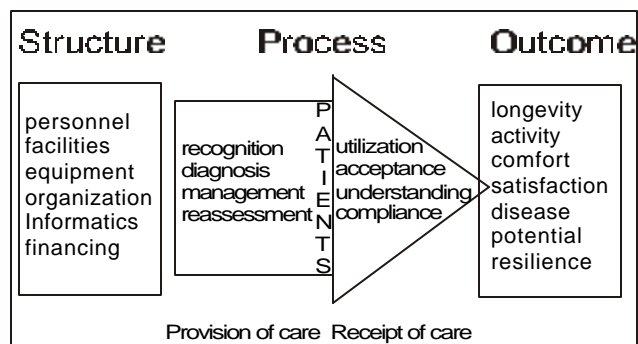 Structure
Process
Outcome
personnel
facilities
equipment
organization
Informatics
financing
recognition
diagnosis
management
reassessment
PATIENTS
utilization
acceptance
understanding
compliance
longevity
activity
comfort
satisfaction
disease
potential
resilience
Provision of care
Receipt of care